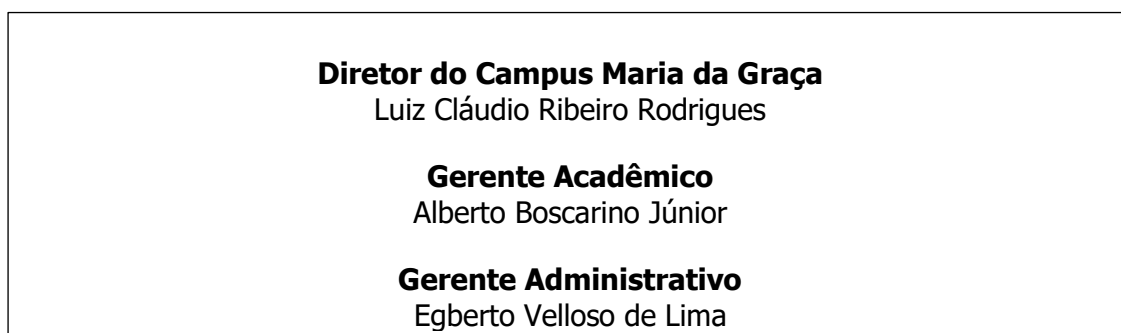 Diretor do Campus Maria da Graça
Luiz Cláudio Ribeiro Rodrigues
Gerente Acadêmico
Alberto Boscarino Júnior
Gerente Administrativo
Egberto Velloso de Lima